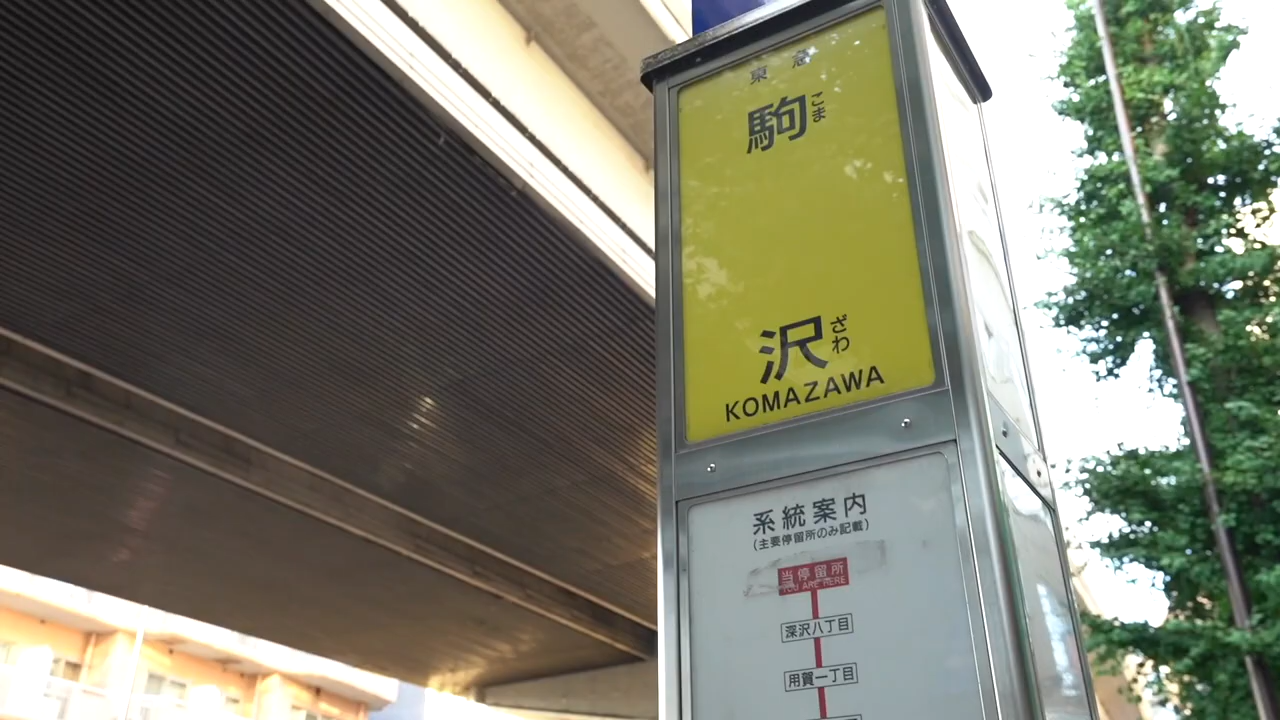 東急
駒
こま
沢
ざわ
KOMAZAWA
系統案内
(主要停留所のみ記載)
当停留所
YOU ARE HERE
深沢八丁目
用賀一丁目